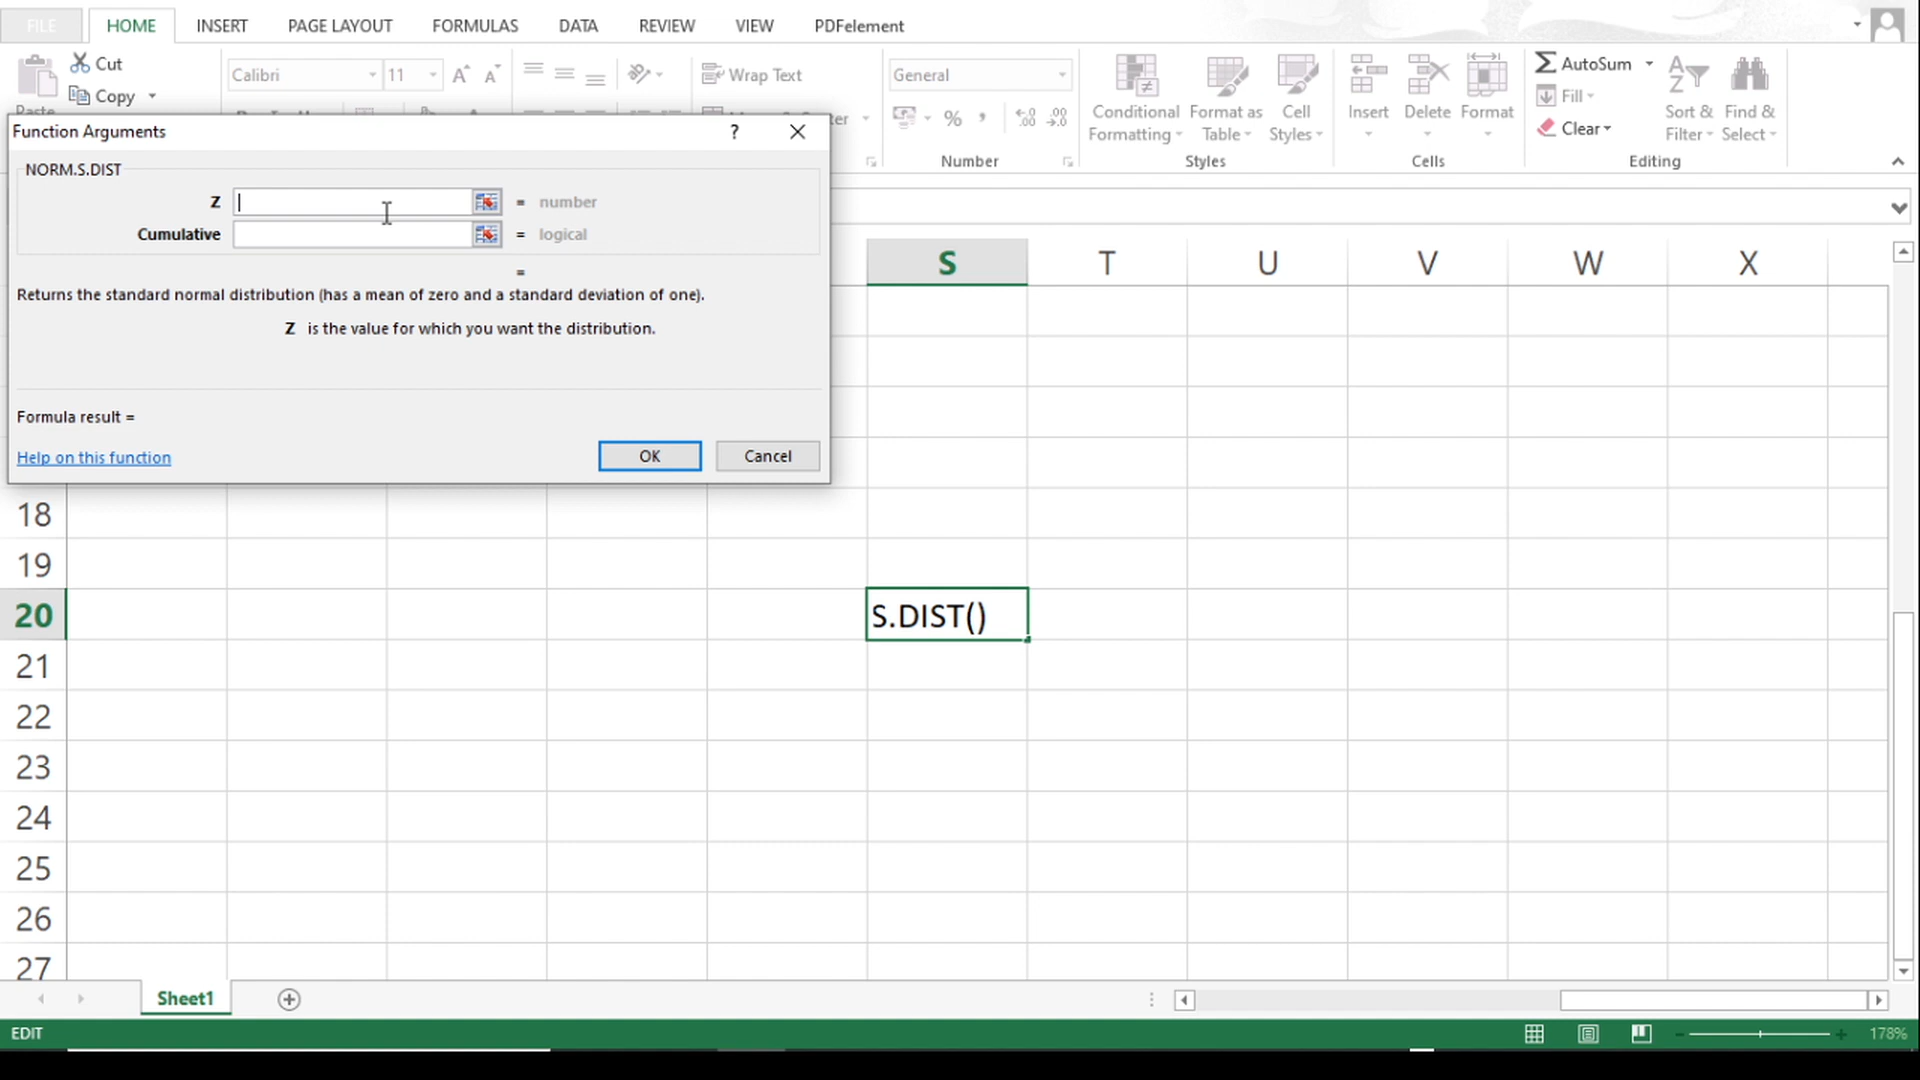 FILE HOME INSERT PAGE LAYOUT FORMULAS DATA REVIEW VIEW PDFelement
Cut
Copy
Calibri 11
Wrap Text
General
%
Conditional Formatting
Format as Table
Cell Styles
Insert
Delete
Format
AutoSum
Fill
Clear
Sort & Filter
Find & Select
Number Styles Cells Editing
Function Arguments ? ×
NORM.S.DIST
Z = number
Cumulative = logical
=
Returns the standard normal distribution (has a mean of zero and a standard deviation of one).
Z is the value for which you want the distribution.
Formula result =
Help on this function OK Cancel
S T U V W X
18
19
20 S.DIST()
21
22
23
24
25
26
27
Sheet1
EDIT 178%